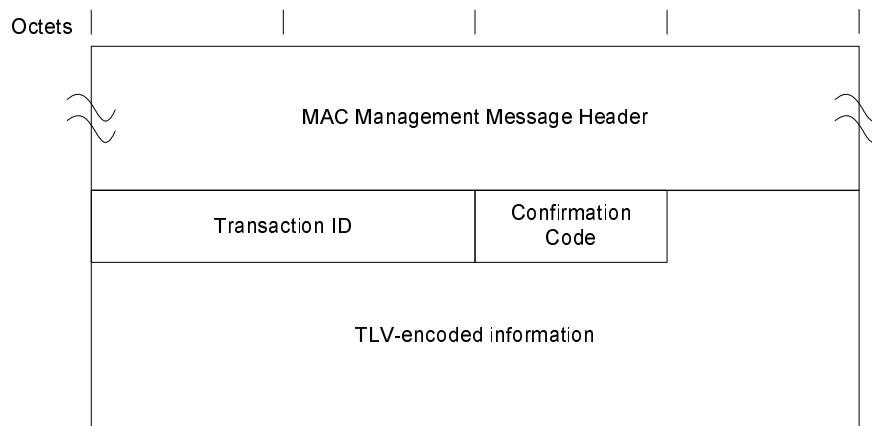 Octets
MAC Management Message Header
Transaction ID
Confirmation
Code
TLV-encoded information